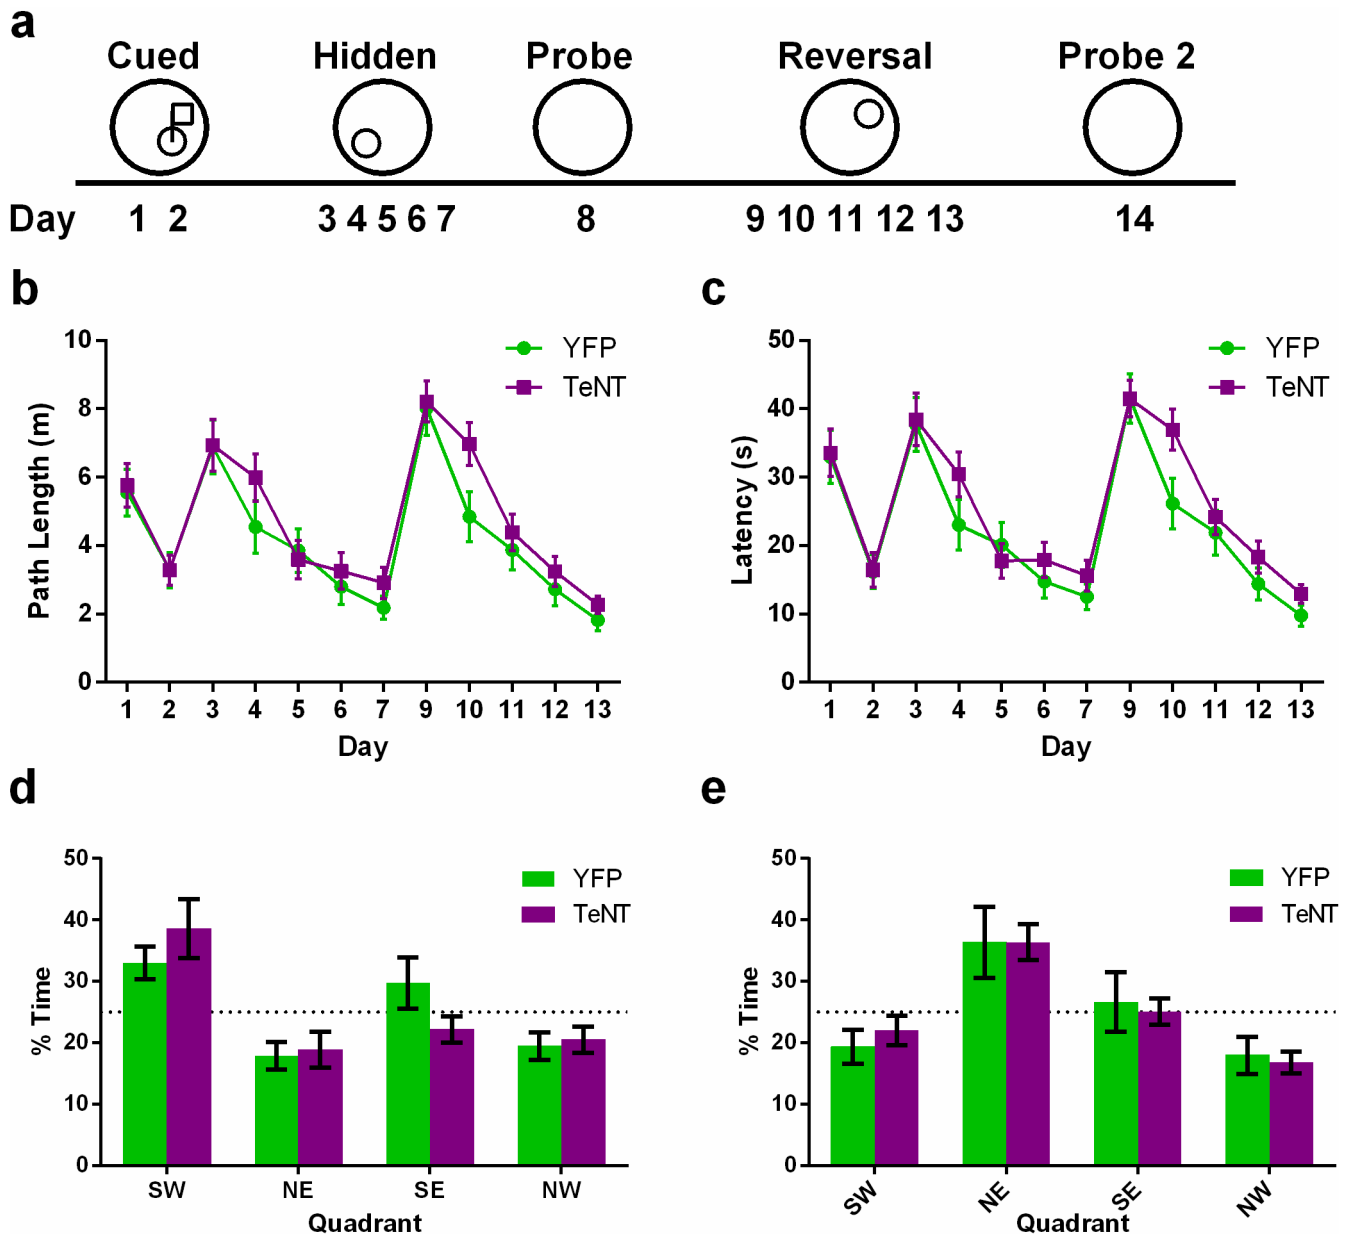 a
Cued Hidden Probe Reversal Probe 2
Day 1 2 3 4 5 6 7 8 9 10 11 12 13 14
b
10
8
6
4
2
0
Path Length (m)
YFP
TeNT
1 2 3 4 5 6 7 9 10 11 12 13
Day
c
50
40
30
20
10
0
Latency (s)
YFP
TeNT
1 2 3 4 5 6 7 9 10 11 12 13
Day
d
50
40
30
20
10
0
% Time
YFP
TeNT
SW NE SE NW
Quadrant
e
50
40
30
20
10
0
% Time
YFP
TeNT
SW NE SE NW
Quadrant